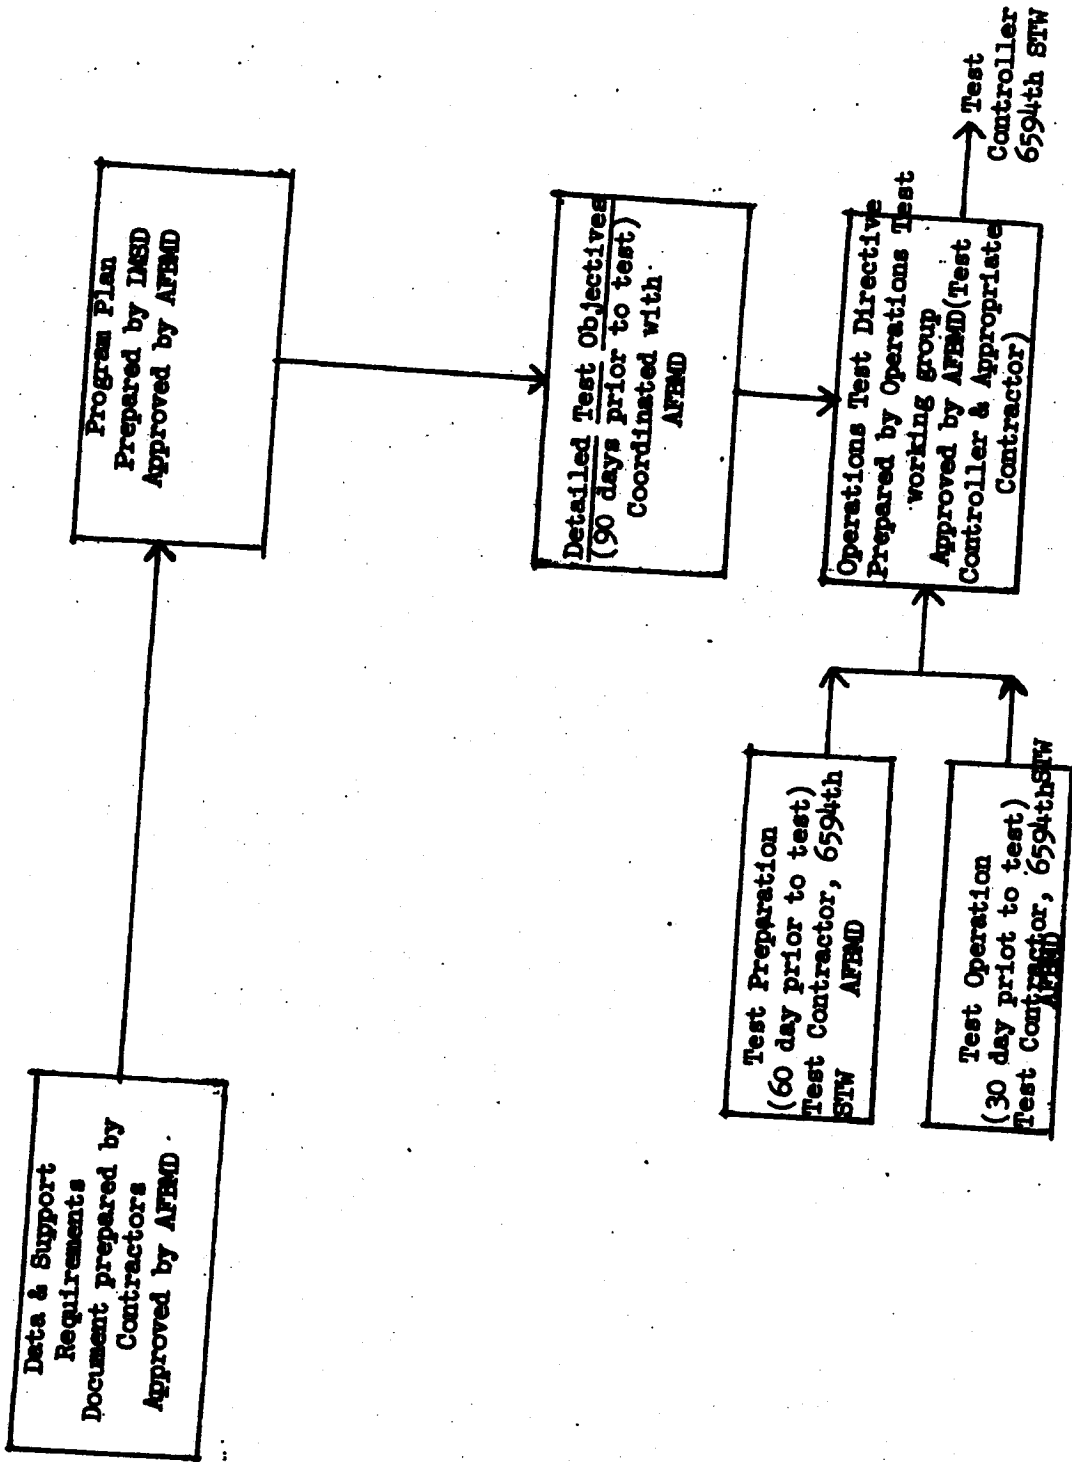 Data & Support
Requirements
Document prepared by
Contractors
Approved by AFBMD
Program Plan
Prepared by LMSD
Approved by AFBMD
Detailed Test Objectives
(90 days prior to test)
Coordinated with
AFBMD
Test Preparation
(60 day prior to test)
Test Contractor, 6594th
STW AFBMD
Test Operation
(30 day priot to test)
Test Contractor, 6594thSTW
AFBMD
Operations Test Directive
Prepared by Operations Test
working group
Approved by AFBMD(Test
Controller & Appropriate
Contractor)
Test
Controller
6594th STW